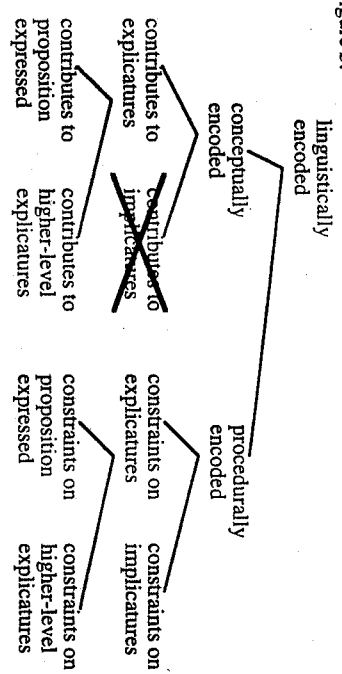 linguistically
encoded
conceptually
encoded
procedurally
encoded
contributes to
explicatures
contributes to
implicatures
constraints on
explicatures
constraints on
implicatures
contributes to
proposition
expressed
contributes to
higher-level
explicatures
constraints on
proposition
expressed
constraints on
higher-level
explicatures